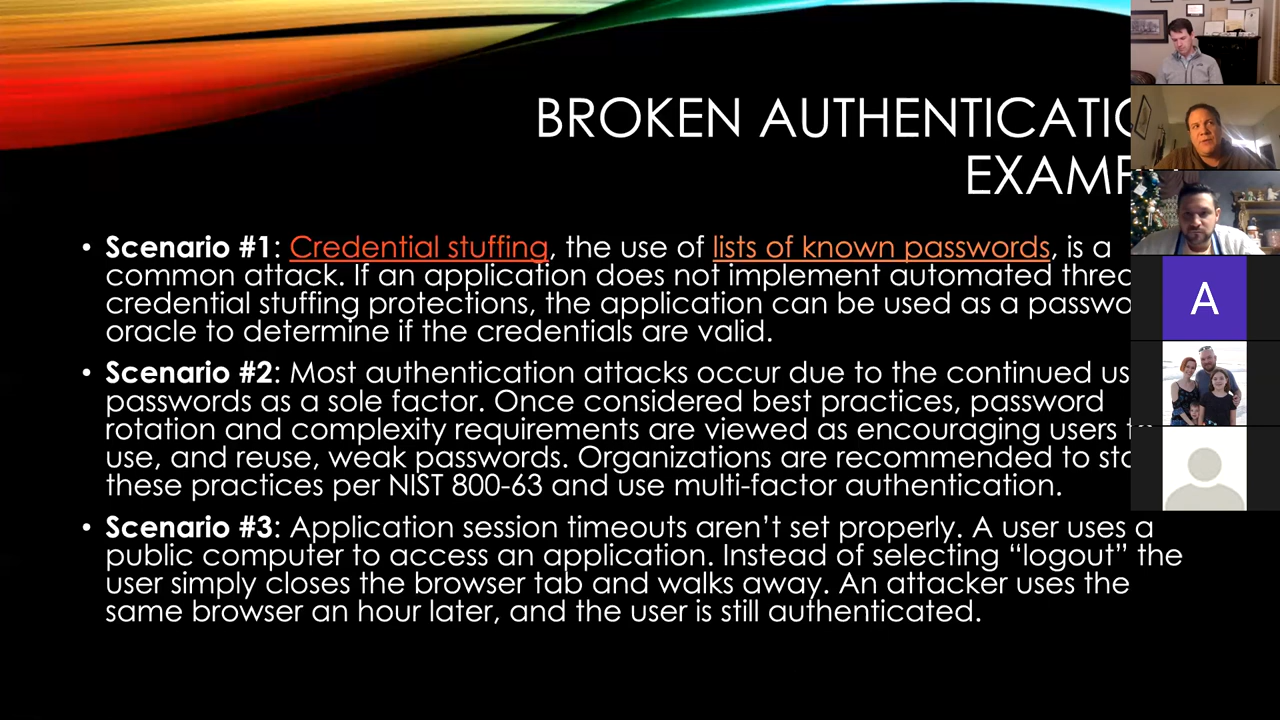 BROKEN AUTHENTICATIO
EXAMP
• Scenario #1: Credential stuffing, the use of lists of known passwords, is a
common attack. If an application does not implement automated threa
credential stuffing protections, the application can be used as a passwo
oracle to determine if the credentials are valid.
• Scenario #2: Most authentication attacks occur due to the continued us
passwords as a sole factor. Once considered best practices, password
rotation and complexity requirements are viewed as encouraging users
use, and reuse, weak passwords. Organizations are recommended to sto
these practices per NIST 800-63 and use multi-factor authentication.
• Scenario #3: Application session timeouts aren’t set properly. A user uses a
public computer to access an application. Instead of selecting “logout” the
user simply closes the browser tab and walks away. An attacker uses the
same browser an hour later, and the user is still authenticated.
A